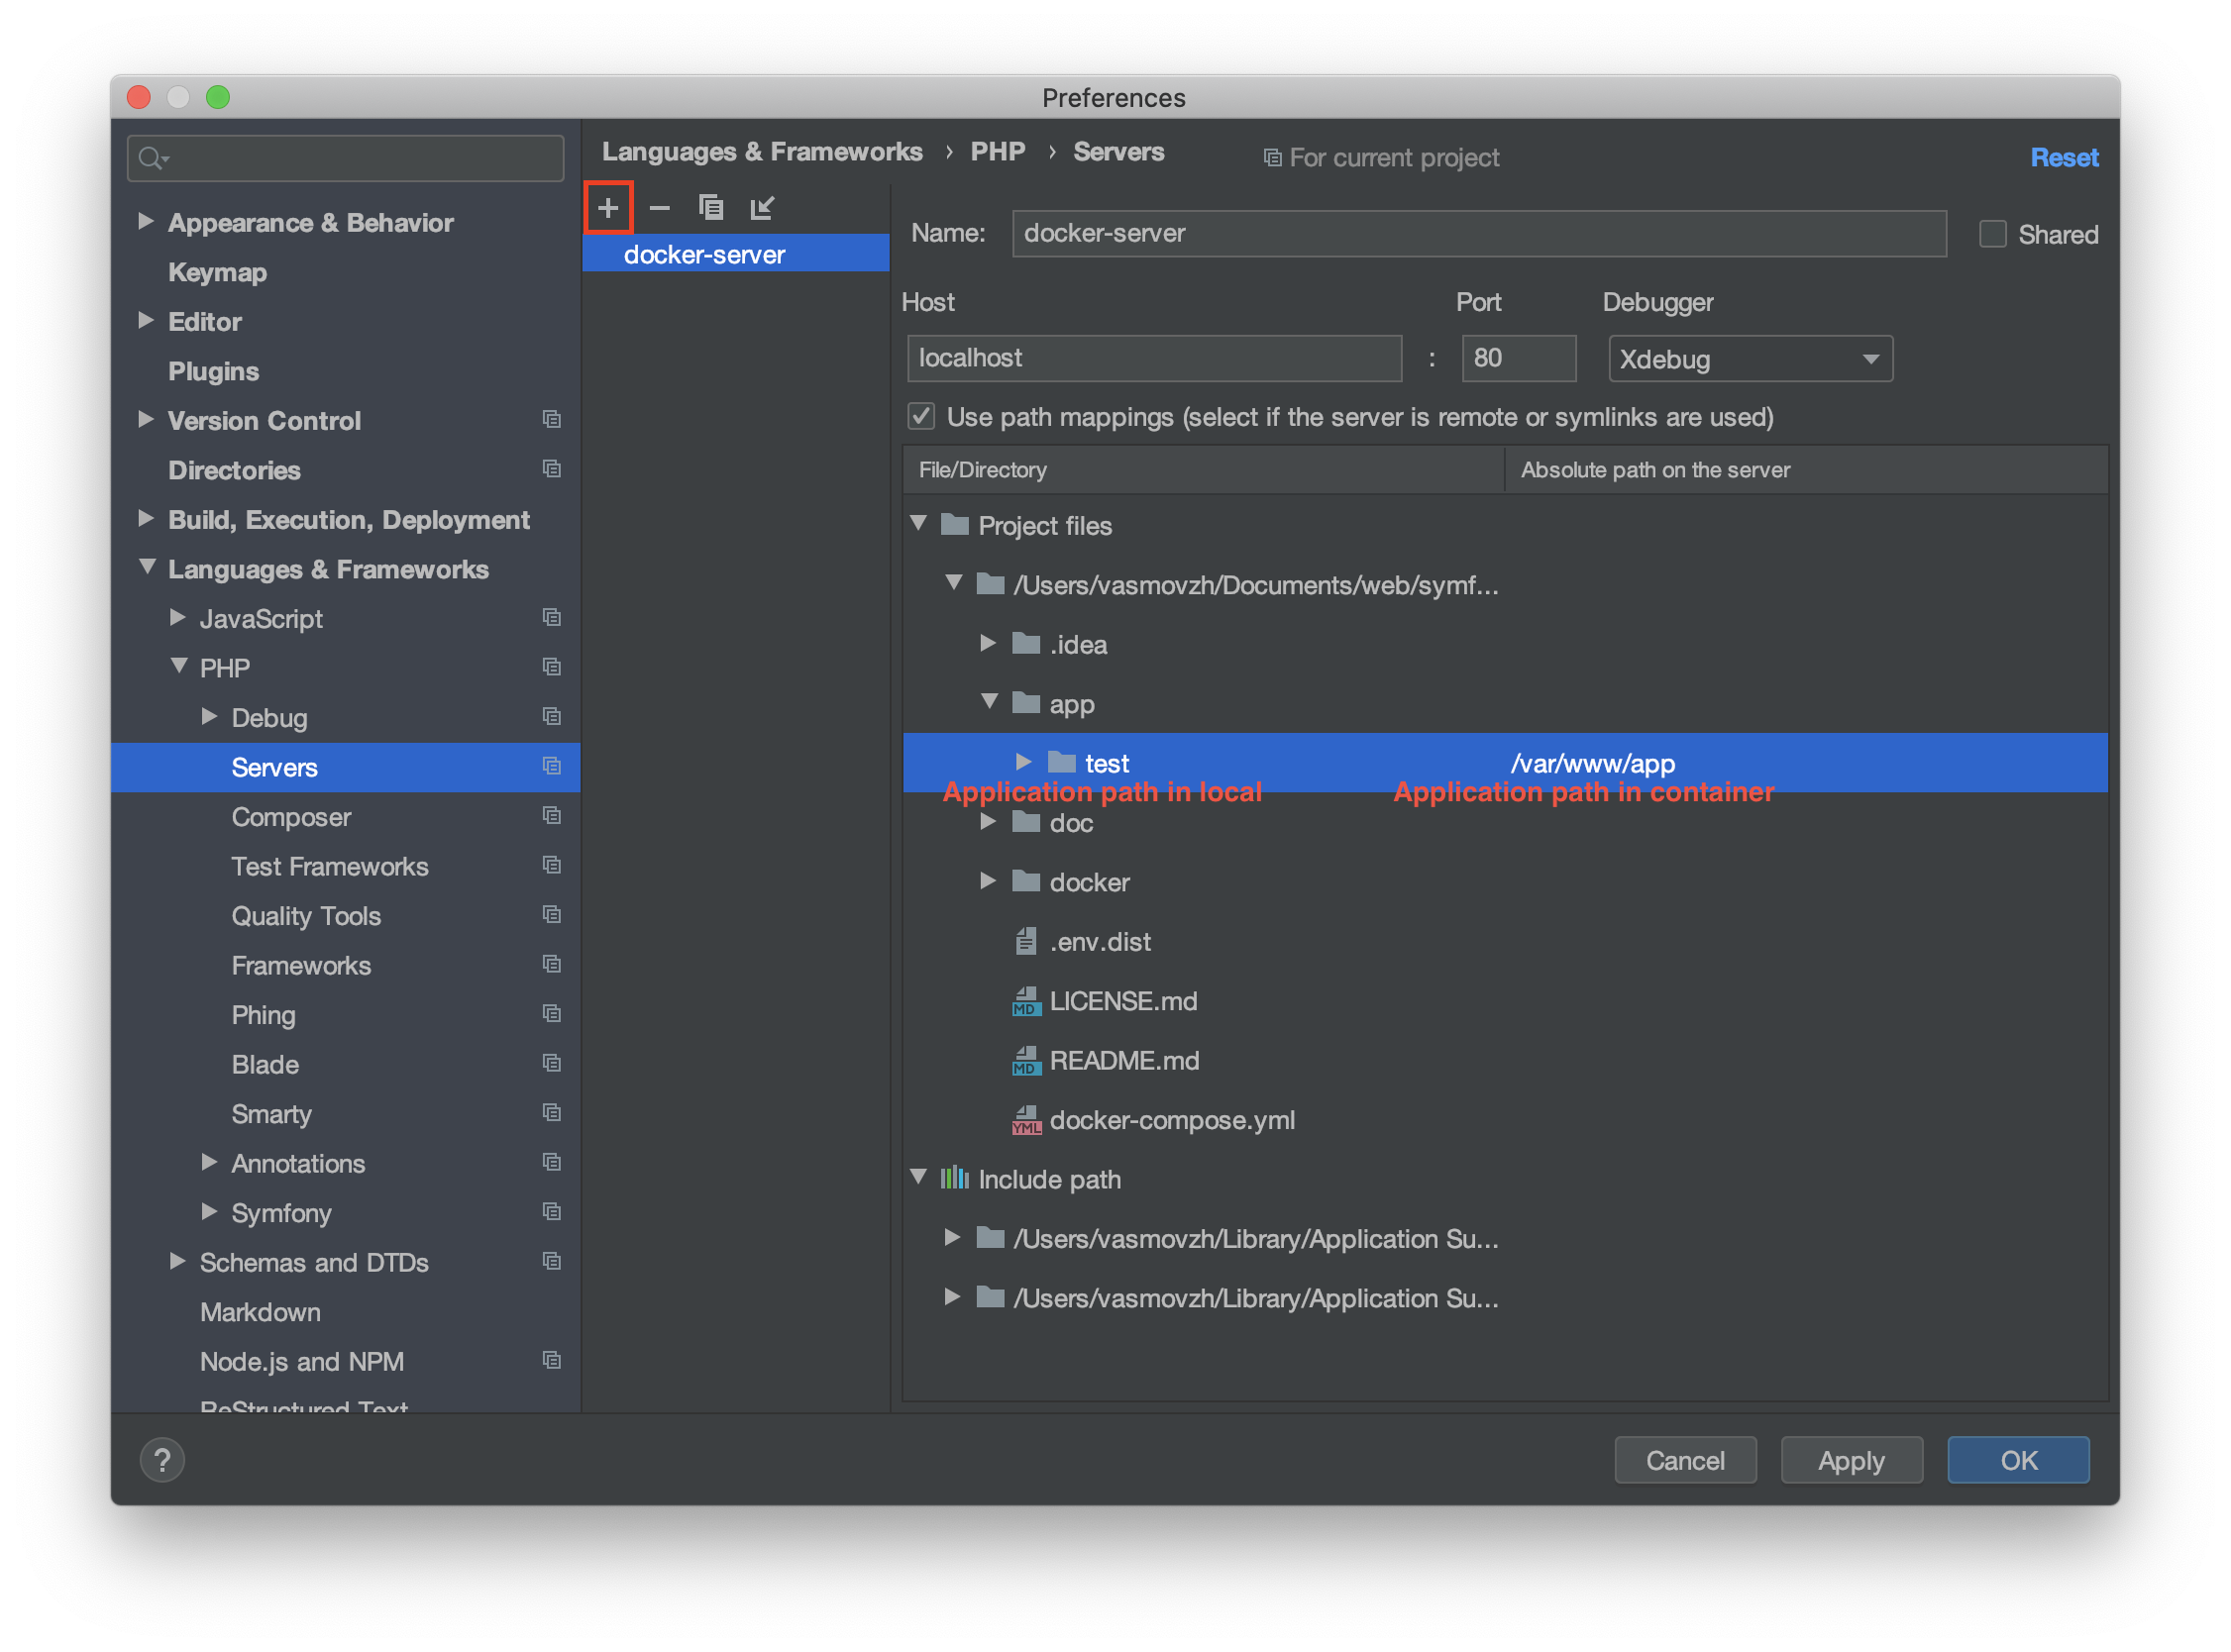 Preferences
Languages & Frameworks › PHP › Servers
For current project
Reset
Appearance & Behavior
Keymap
Editor
Plugins
Version Control
Directories
Build, Execution, Deployment
Languages & Frameworks
JavaScript
PHP
Debug
Servers
Composer
Test Frameworks
Quality Tools
Frameworks
Phing
Blade
Smarty
Annotations
Symfony
Schemas and DTDs
Markdown
Node.js and NPM
ReStructured Text
docker-server
Name: docker-server
Shared
Host Port Debugger
localhost : 80 Xdebug
Use path mappings (select if the server is remote or symlinks are used)
File/Directory Absolute path on the server
Project files
/Users/vasmovzh/Documents/web/symf...
.idea
app
test /var/www/app
Application path in local Application path in container
doc
docker
.env.dist
MD LICENSE.md
MD README.md
YML docker-compose.yml
Include path
/Users/vasmovzh/Library/Application Su...
/Users/vasmovzh/Library/Application Su...
?
Cancel Apply OK